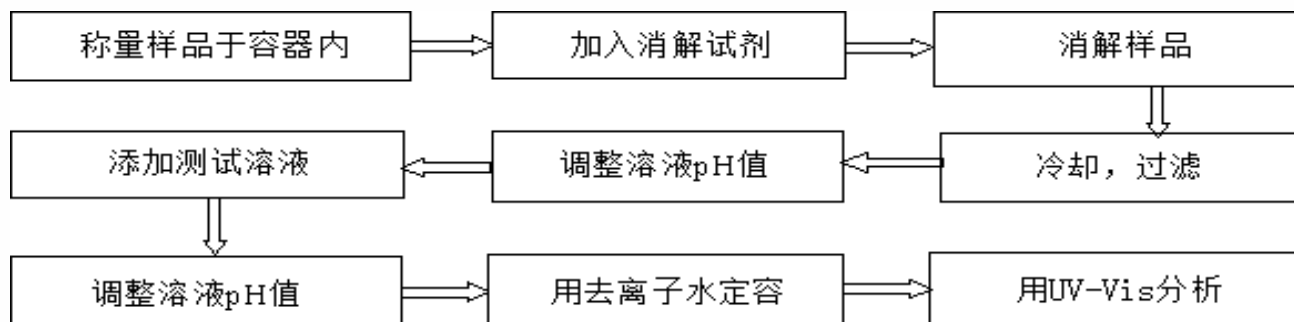 称量样品于容器内
加入消解试剂
消解样品
冷却，过滤
调整溶液pH值
添加测试溶液
调整溶液pH值
用去离子水定容
用UV-Vis分析